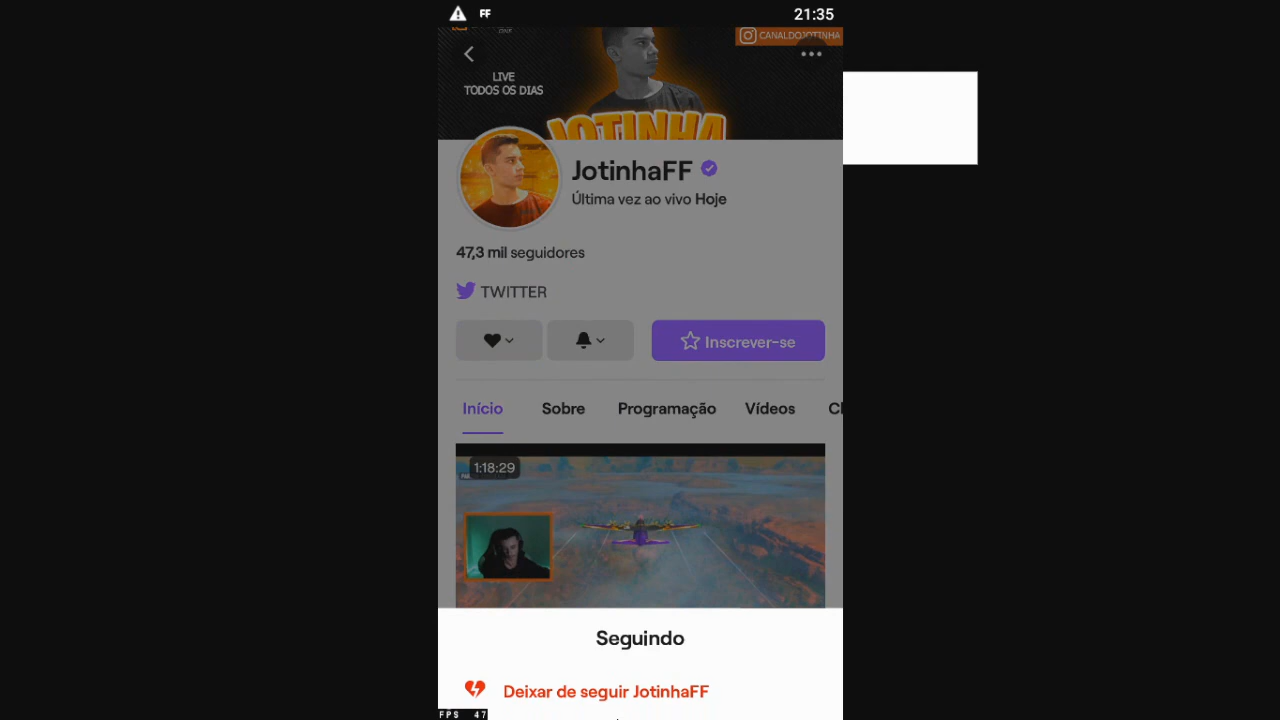 FF
21:35
CANALDOJOTINHA
LIVE
TODOS OS DIAS
JOTINHA
JotinhaFF
Última vez ao vivo Hoje
47,3 mil seguidores
TWITTER
Inscrever-se
Início Sobre Programação Vídeos Cl
1:18:29
Seguindo
Deixar de seguir JotinhaFF
FPS 47